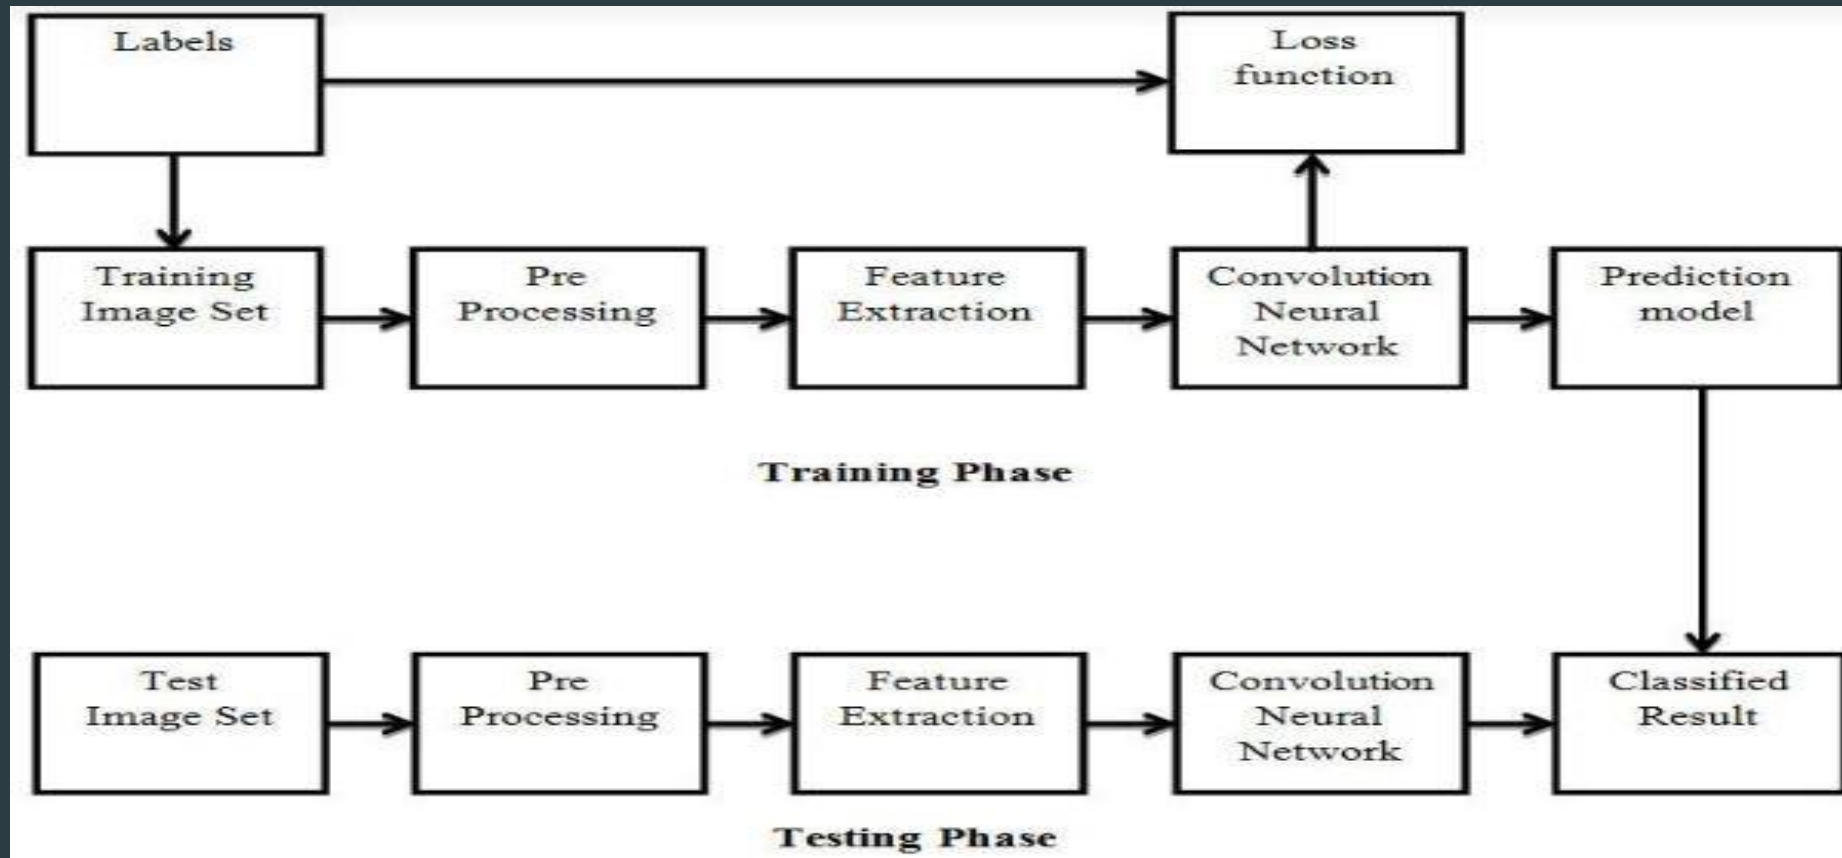 Labels
Loss
function
Training
Image Set
Pre
Processing
Feature
Extraction
Convolution
Neural
Network
Prediction
model
Training Phase
Test
Image Set
Pre
Processing
Feature
Extraction
Convolution
Neural
Network
Classified
Result
Testing Phase